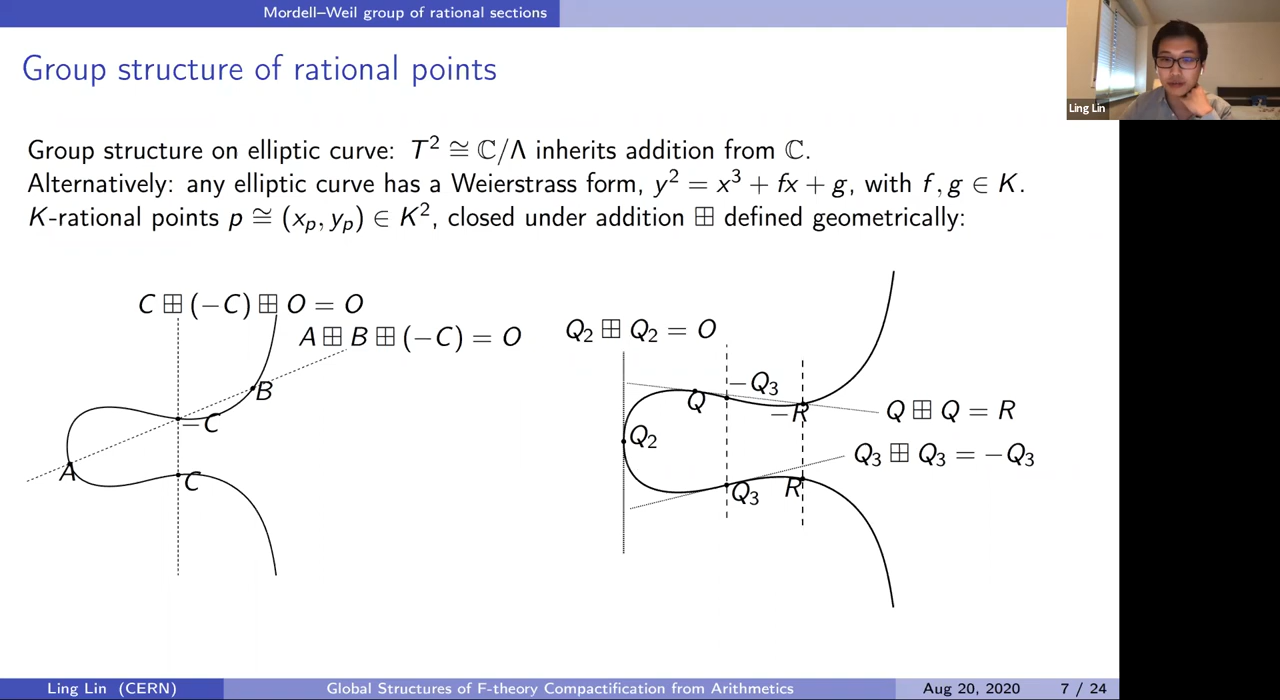 Mordell–Weil group of rational sections
Ling Lin
Group structure of rational points
Group structure on elliptic curve: T² ≅ ℂ/Λ inherits addition from ℂ.
Alternatively: any elliptic curve has a Weierstrass form, y² = x³ + fx + g, with f, g ∈ K.
K-rational points p ≅ (xₚ, yₚ) ∈ K², closed under addition ⊞ defined geometrically:
C ⊞ (−C) ⊞ O = O
A ⊞ B ⊞ (−C) = O
B
−C
A
C
Q₂ ⊞ Q₂ = O
−Q₃
Q
−R
Q ⊞ Q = R
Q₂
Q₃ ⊞ Q₃ = −Q₃
Q₃
R
Ling Lin (CERN)
Global Structures of F-theory Compactification from Arithmetics
Aug 20, 2020
7 / 24